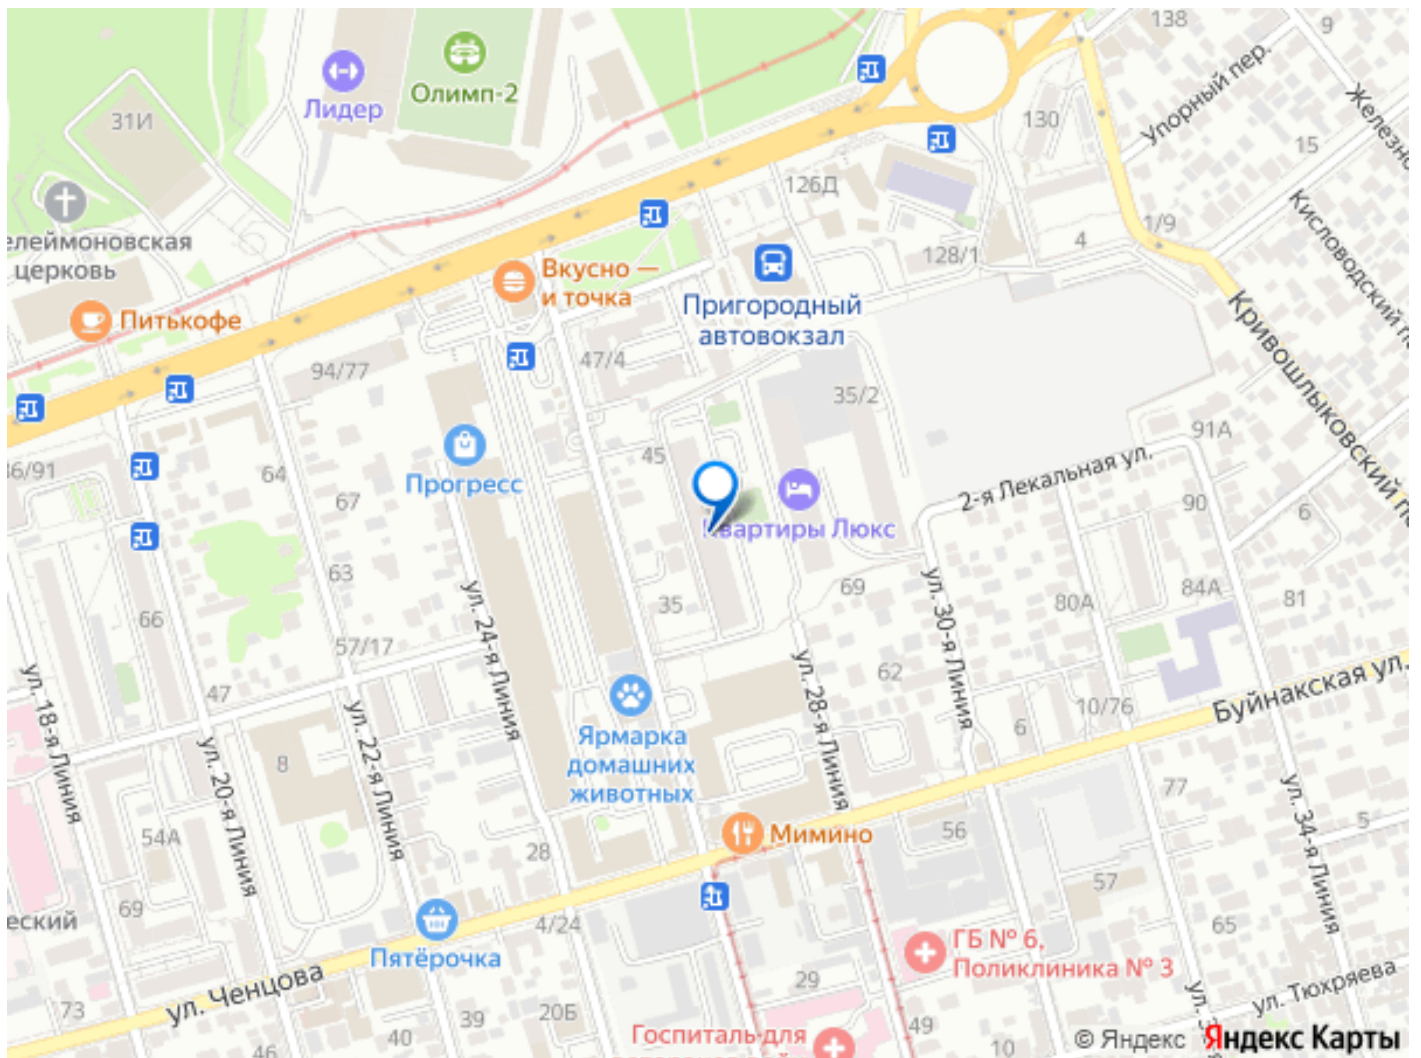 138
9
Железно
Лидер
Олимп-2
31И
130
Упорный пер.
15
126Д
Кисловодский п
елеймоновская
церковь
128/1
4
1/9
Вкусно —
и точка
Пригородный
автовокзал
Питькофе
Кривошлыковский п
47/4
94/77
35/2
45
91А
36/91
64
Прогресс
67
2-я Лекальная ул.
90
6
Квартиры Люкс
63
ул. 24-я Линия
35
69
ул. 30-я Линия
80А
84А
81
66
57/17
62
ул. 28-я Линия
Буйнакская ул.
ул. 18-я Линия
47
ул. 22-я Линия
ул. 20-я Линия
8
10/76
6
Ярмарка
домашних
животных
77
ул. 34-я Линия
54А
Мимино
56
5
28
57
69
еский
4/24
65
Пятёрочка
ГБ № 6,
Поликлиника № 3
ул. Ченцова
29
ул. Тюхряева
73
20Б
39
40
46
49
10
Госпиталь для
© Яндекс Яндекс Карты